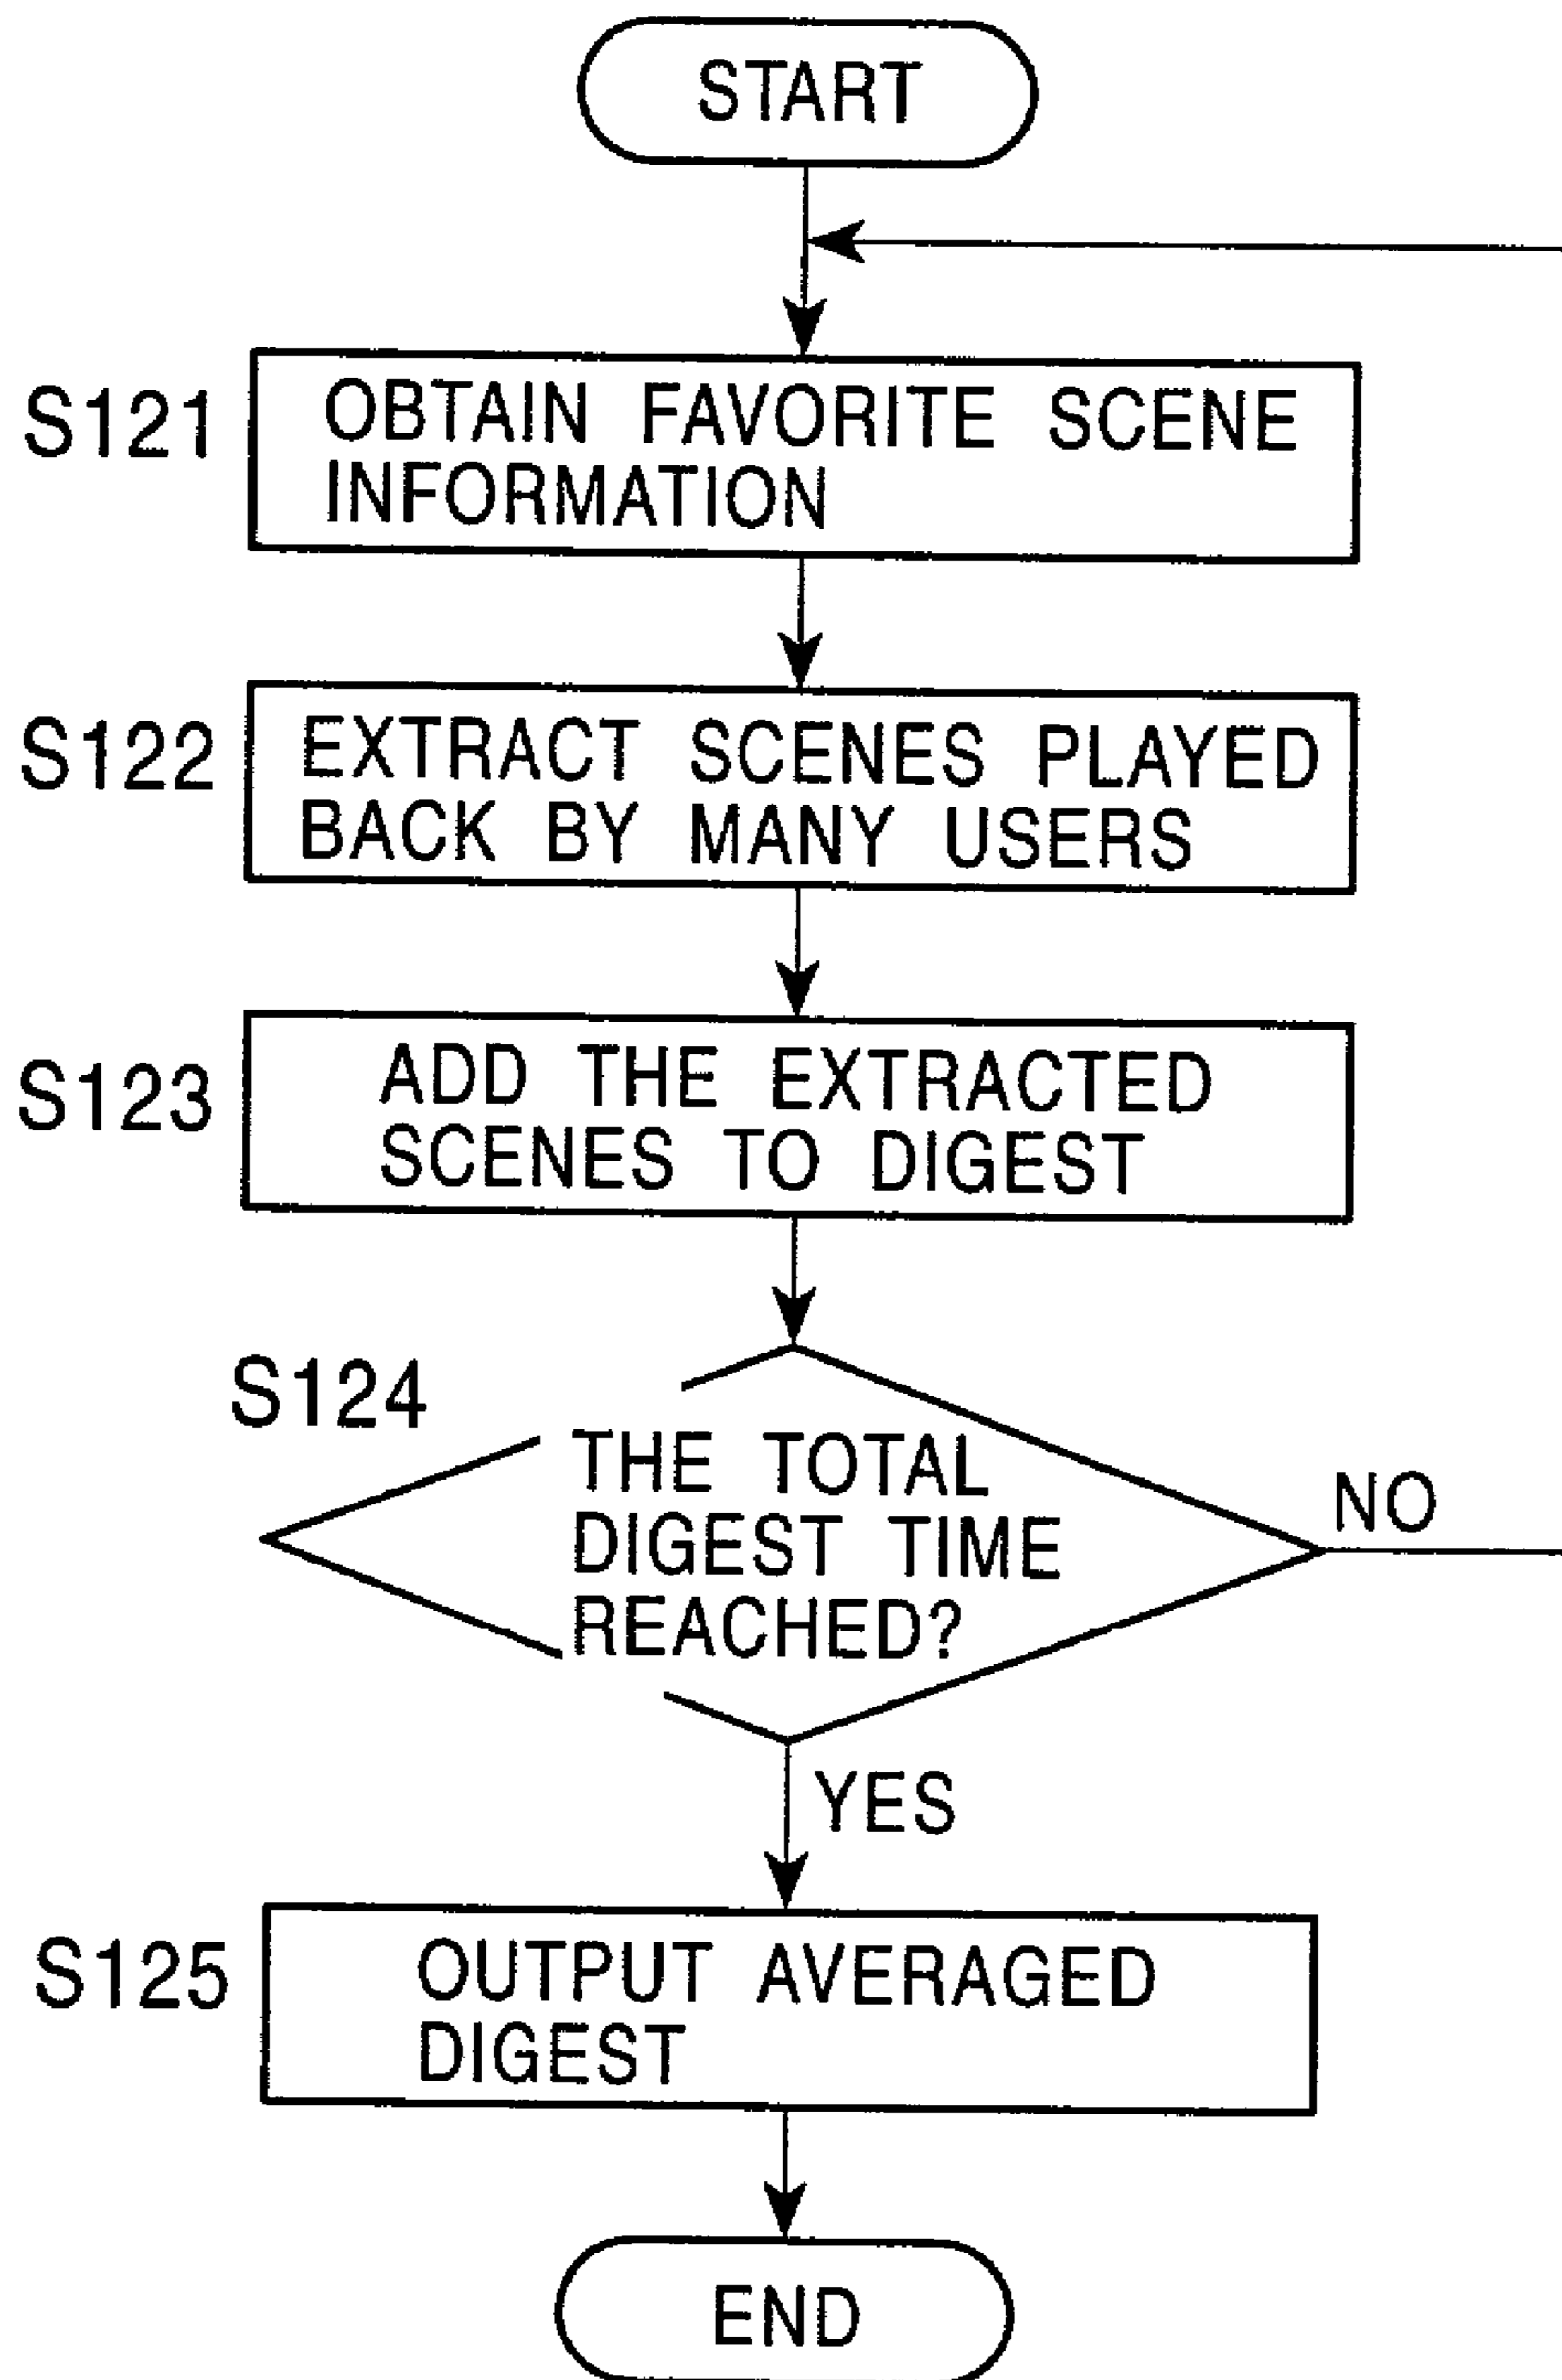 START
S121
OBTAIN FAVORITE SCENE
INFORMATION
S122
EXTRACT SCENES PLAYED
BACK BY MANY USERS
S123
ADD THE EXTRACTED
SCENES TO DIGEST
S124
THE TOTAL
DIGEST TIME
REACHED?
NO
YES
S125
OUTPUT AVERAGED
DIGEST
END